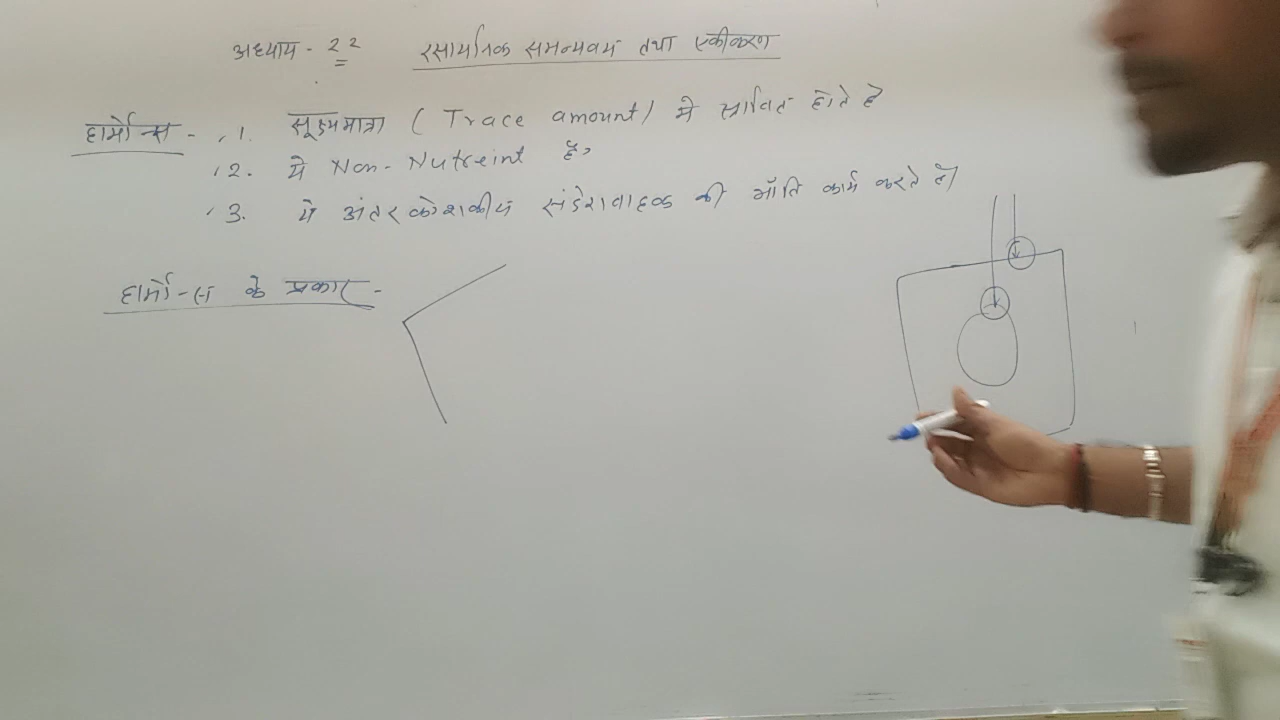 अध्याय - 22 रसायनिक समन्वयन तथा एकीकरण
हार्मोन्स - 1. सूक्ष्ममात्रा (Trace amount) मे स्रावित होते है
2. ये Non-Nutreint है,
3. ये अंतरकोशकीय संदेशवाहक की भाँति कार्य करते है।
हार्मोन्स के प्रकार -